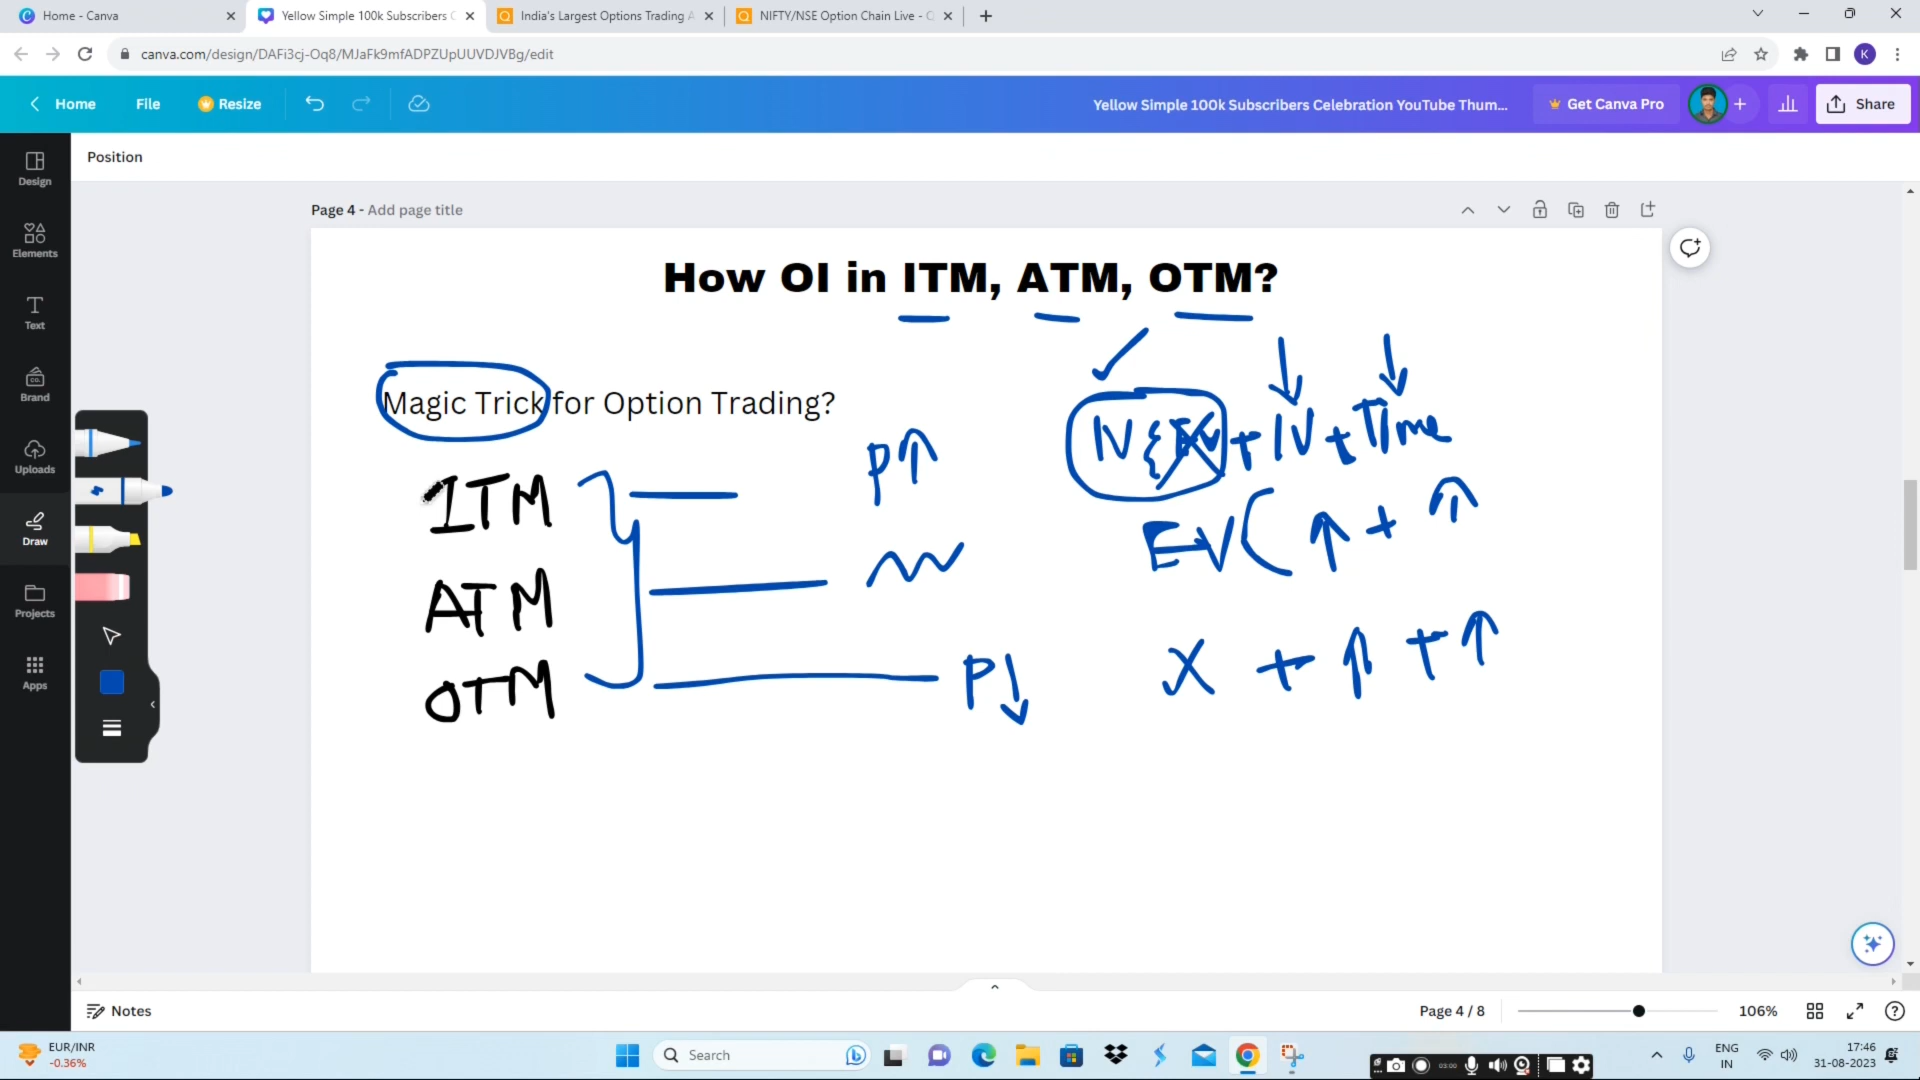 Home - Canva
Yellow Simple 100k Subscribers C
India's Largest Options Trading A
NIFTY/NSE Option Chain Live - Q
canva.com/design/DAFi3cj-Oq8/MJaFk9mfADPZUpUUVDJVBg/edit
K
Home File Resize
Yellow Simple 100k Subscribers Celebration YouTube Thum...
Get Canva Pro
Share
Position
Design
Elements
Text
Brand
Uploads
Draw
Projects
Apps
Page 4 - Add page title
How OI in ITM, ATM, OTM?
Magic Trick for Option Trading?
IV { + IV + Time
ITM P↑
EV ( ↑ + ↑
ATM
OTM P↓
X + ↑ + ↑
Notes
Page 4 / 8
106%
EUR/INR
-0.36%
Search
03:00
ENG
IN
17:46
31-08-2023